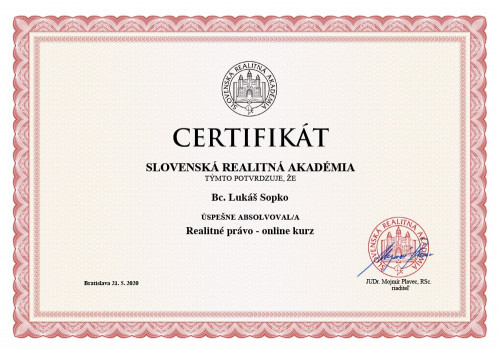 SLOVENSKÁ REALITNÁ AKADÉMIA
CERTIFIKÁT
SLOVENSKÁ REALITNÁ AKADÉMIA
TÝMTO POTVRDZUJE, ŽE
Bc. Lukáš Sopko
ÚSPEŠNE ABSOLVOVAL/A
Realitné právo - online kurz
SLOVENSKÁ REALITNÁ AKADÉMIA
Bratislava 21. 5. 2020
JUDr. Mojmír Plavec, RSc.
riaditeľ